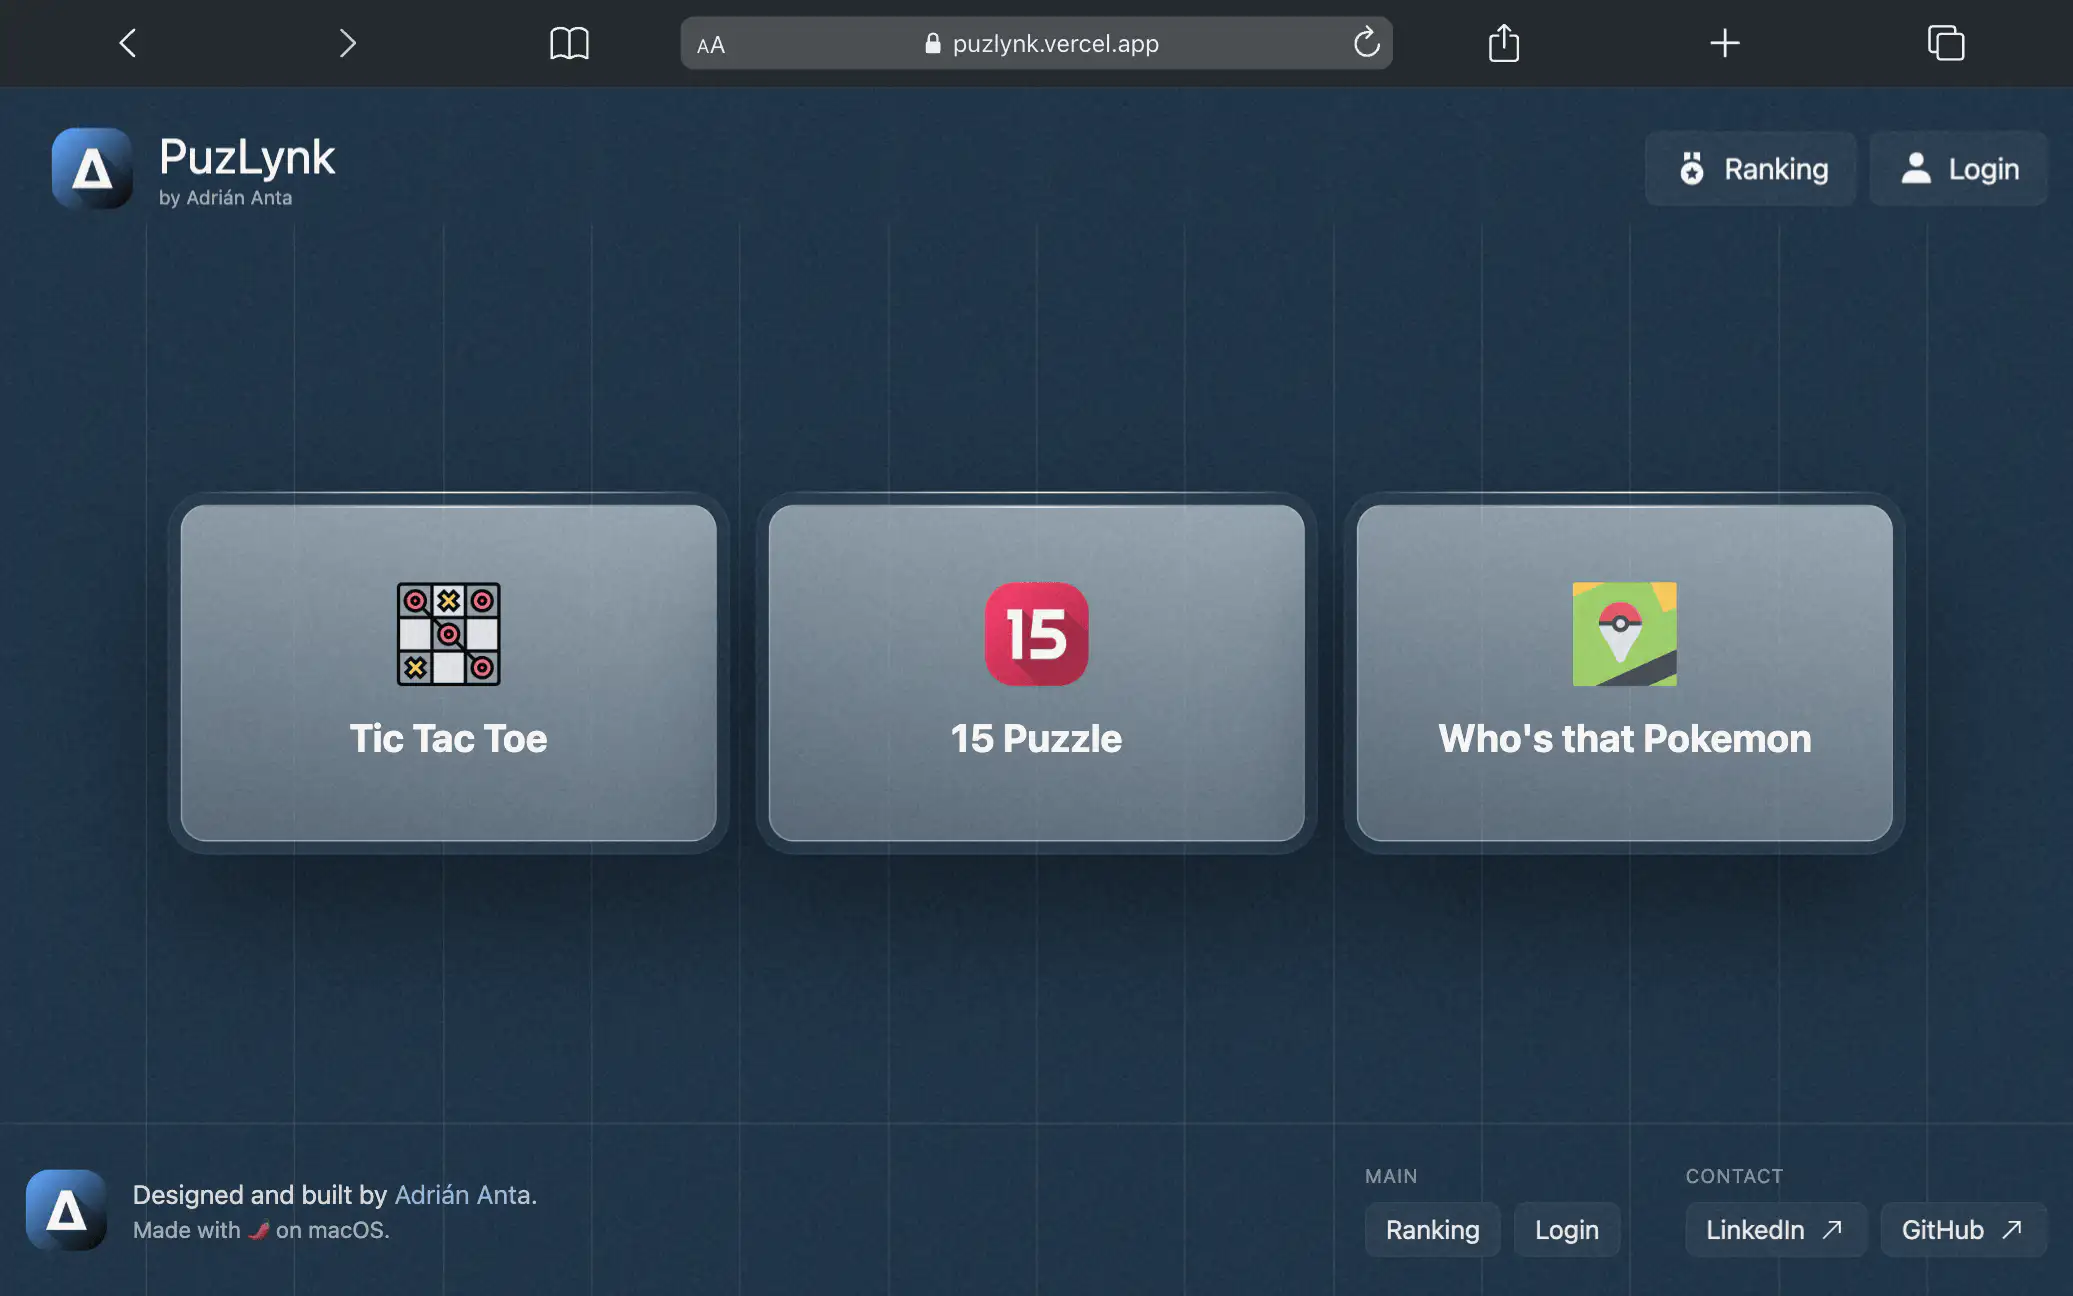 AA
puzlynk.vercel.app
PuzLynk
by Adrián Anta
Ranking
Login
Tic Tac Toe
15
15 Puzzle
Who's that Pokemon
Designed and built by Adrián Anta.
Made with 🌶️ on macOS.
MAIN
Ranking
Login
CONTACT
LinkedIn ↗
GitHub ↗